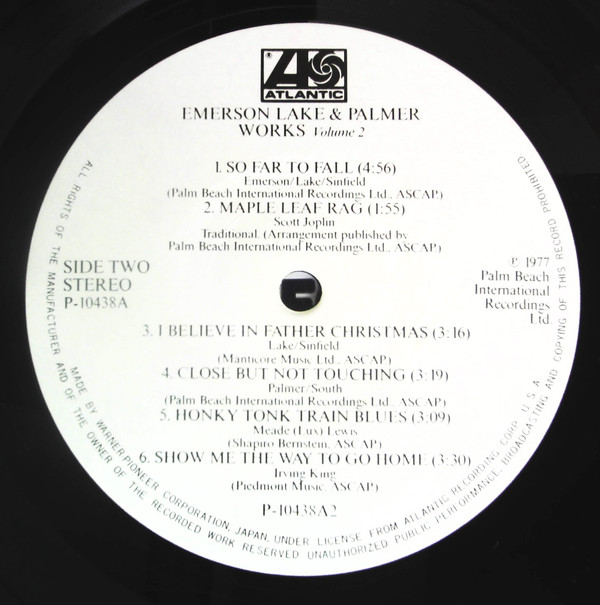 ATLANTIC
EMERSON LAKE & PALMER
WORKS Volume 2
1. SO FAR TO FALL (4:56)
Emerson/Lake/Sinfield
(Palm Beach International Recordings Ltd., ASCAP)
2. MAPLE LEAF RAG (1:55)
Scott Joplin
Traditional. (Arrangement published by
Palm Beach International Recordings Ltd., ASCAP)
SIDE TWO
STEREO
P-10438A
℗ 1977
Palm Beach
International
Recordings
Ltd.
3. I BELIEVE IN FATHER CHRISTMAS (3:16)
Lake/Sinfield
(Manticore Music Ltd., ASCAP)
4. CLOSE BUT NOT TOUCHING (3:19)
Palmer/South
(Palm Beach International Recordings Ltd., ASCAP)
5. HONKY TONK TRAIN BLUES (3:09)
Meade (Lux) Lewis
(Shapiro Bernstein, ASCAP)
6. SHOW ME THE WAY TO GO HOME (3:30)
Irving King
(Piedmont Music, ASCAP)
P-10438A2
MADE BY WARNER-PIONEER CORPORATION, JAPAN, UNDER LICENSE FROM ATLANTIC RECORDING CORP., U.S.A.
ALL RIGHTS OF THE MANUFACTURER AND OF THE OWNER OF THE RECORDED WORK RESERVED UNAUTHORIZED PUBLIC PERFORMANCE, BROADCASTING AND COPYING OF THIS RECORD PROHIBITED